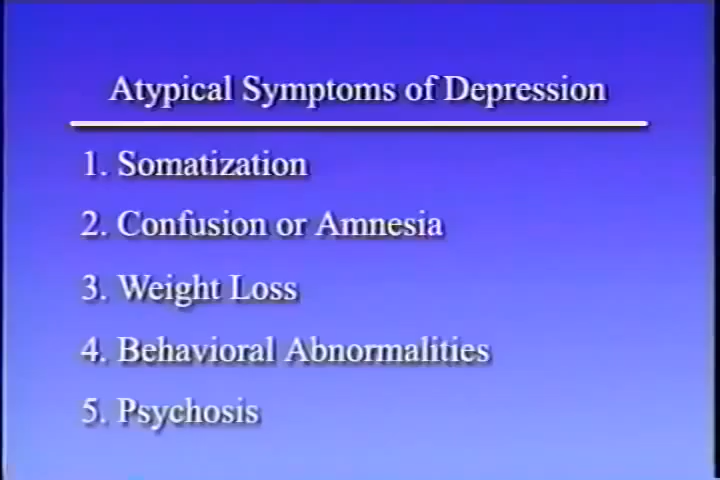 Atypical Symptoms of Depression
1. Somatization
2. Confusion or Amnesia
3. Weight Loss
4. Behavioral Abnormalities
5. Psychosis